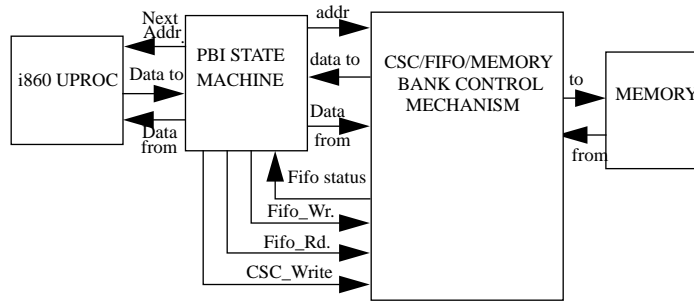 Next
Addr.
addr
i860 UPROC
Data to
Data
from
PBI STATE
MACHINE
data to
Data
from
CSC/FIFO/MEMORY
BANK CONTROL
MECHANISM
to
MEMORY
from
Fifo status
Fifo_Wr.
Fifo_Rd.
CSC_Write